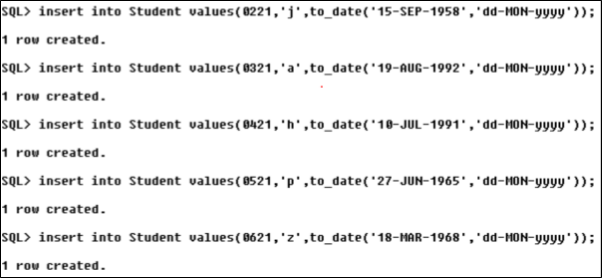 SQL> insert into Student values(0221,'j',to_date('15-SEP-1958','dd-MON-yyyy'));
1 row created.
SQL> insert into Student values(0321,'a',to_date('19-AUG-1992','dd-MON-yyyy'));
1 row created.
SQL> insert into Student values(0421,'h',to_date('10-JUL-1991','dd-MON-yyyy'));
1 row created.
SQL> insert into Student values(0521,'p',to_date('27-JUN-1965','dd-MON-yyyy'));
1 row created.
SQL> insert into Student values(0621,'z',to_date('18-MAR-1968','dd-MON-yyyy'));
1 row created.